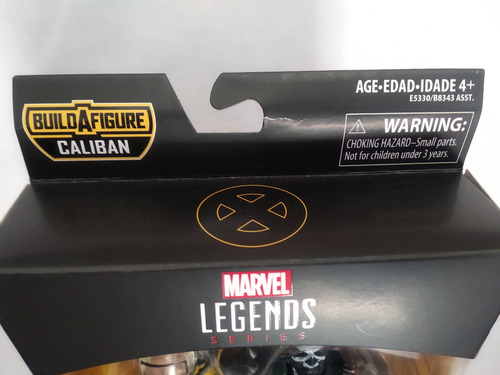 BUILD A FIGURE
CALIBAN
AGE•EDAD•IDADE 4+
E5330/B8343 ASST.
WARNING:
CHOKING HAZARD–Small parts.
Not for children under 3 years.
MARVEL
LEGENDS
SERIES